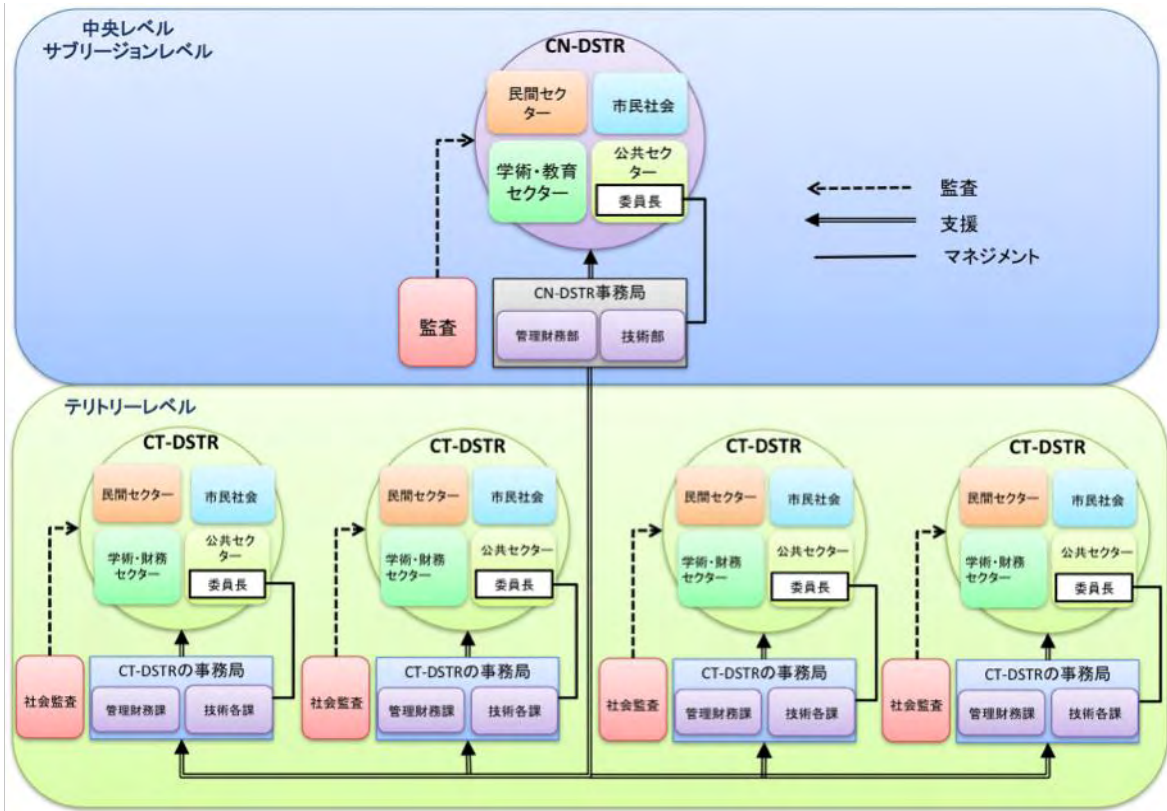 中央レベル
サブリージョンレベル
CN-DSTR
民間セク
ター
市民社会
学術・教育
セクター
公共セク
ター
委員長
監査
支援
マネジメント
監査
CN-DSTR事務局
管理財務部
技術部
テリトリーレベル
CT-DSTR
民間セクター
市民社会
学術・財務
セクター
公共セク
ター
委員長
社会監査
CT-DSTRの事務局
管理財務課
技術各課
CT-DSTR
民間セクター
市民社会
学術・財務
セクター
公共セクター
委員長
社会監査
CT-DSTRの事務局
管理財務課
技術各課
CT-DSTR
民間セクター
市民社会
学術・財務
セクター
公共セクター
委員長
社会監査
CT-DSTRの事務局
管理財務課
技術各課
CT-DSTR
民間セクター
市民社会
学術・財務
セクター
公共セクター
委員長
社会監査
CT-DSTRの事務局
管理財務課
技術各課